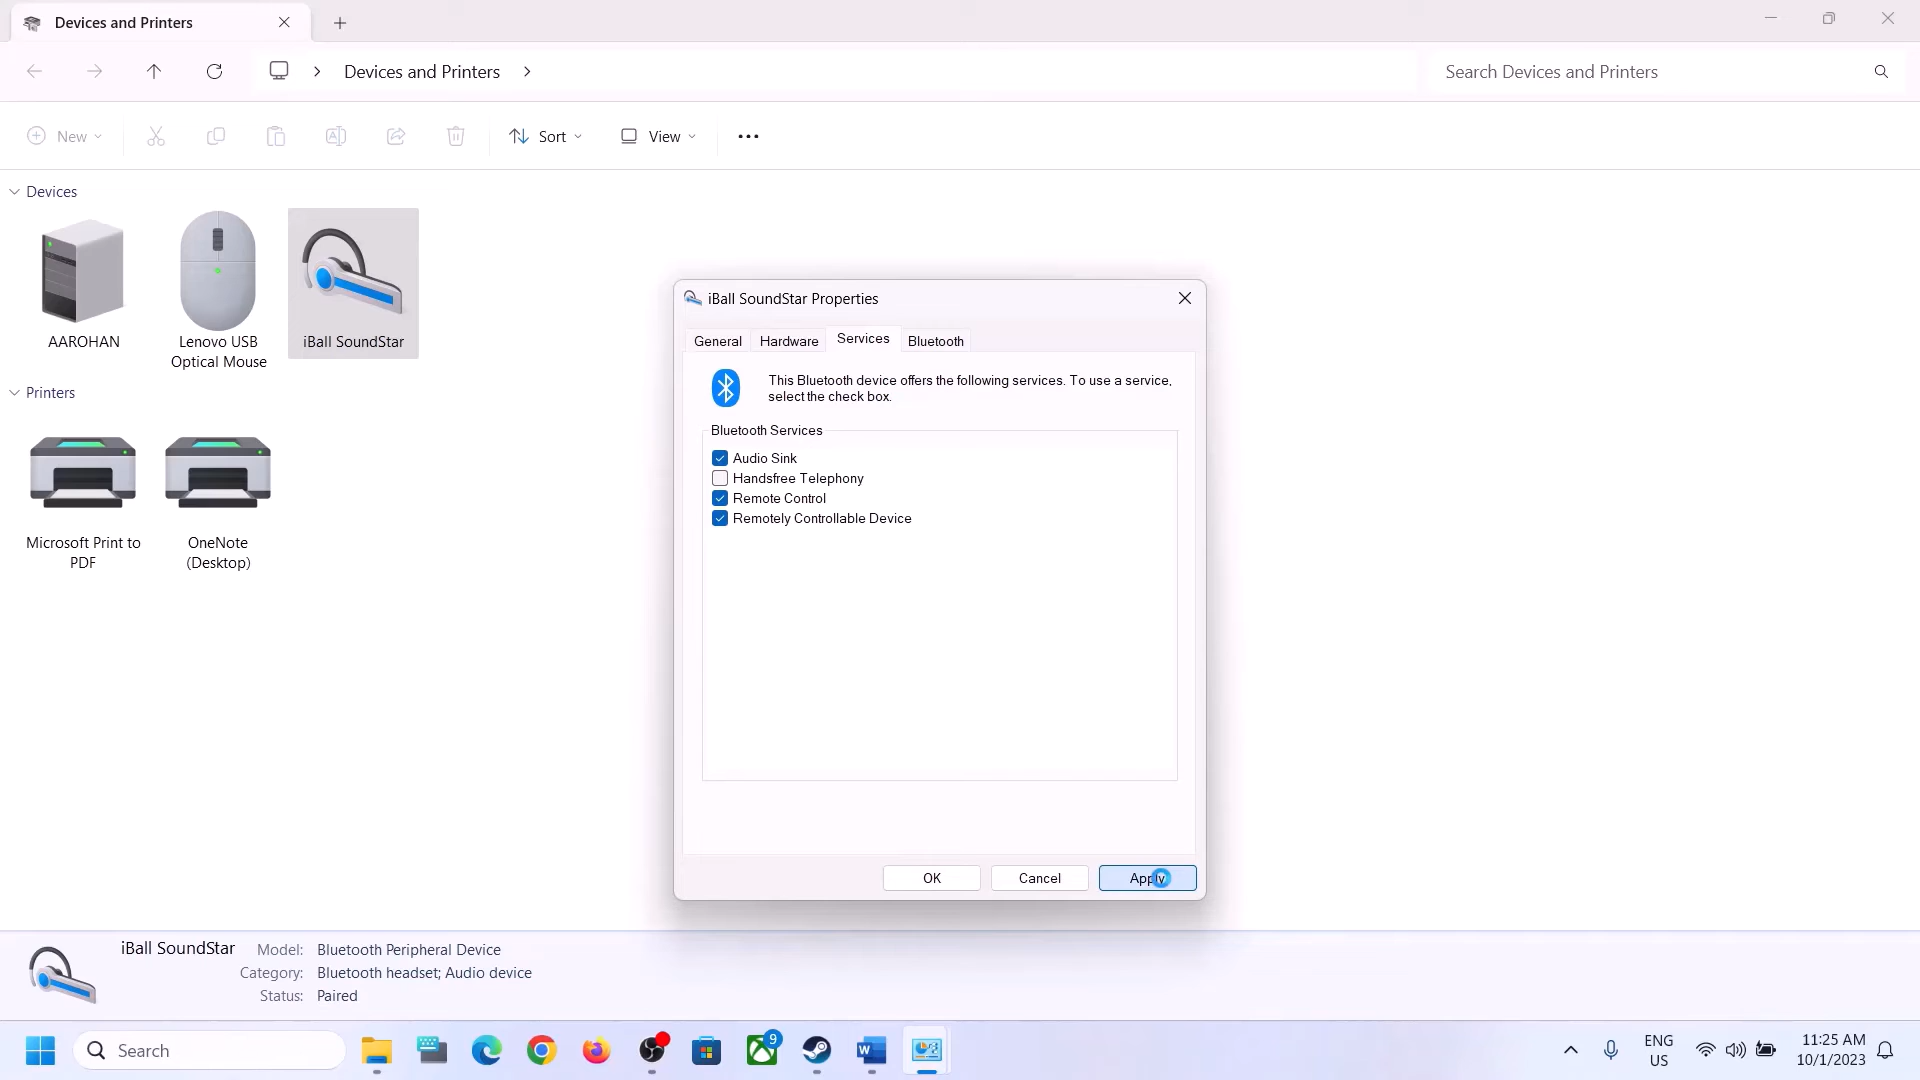 Devices and Printers
Devices and Printers
Search Devices and Printers
New
Sort
View
Devices
AAROHAN
Lenovo USB
Optical Mouse
iBall SoundStar
Printers
Microsoft Print to
PDF
OneNote
(Desktop)
iBall SoundStar Properties
General
Hardware
Services
Bluetooth
This Bluetooth device offers the following services. To use a service,
select the check box.
Bluetooth Services
Audio Sink
Handsfree Telephony
Remote Control
Remotely Controllable Device
OK
Cancel
Apply
iBall SoundStar
Model: Bluetooth Peripheral Device
Category: Bluetooth headset; Audio device
Status: Paired
Search
9
ENG
US
11:25 AM
10/1/2023